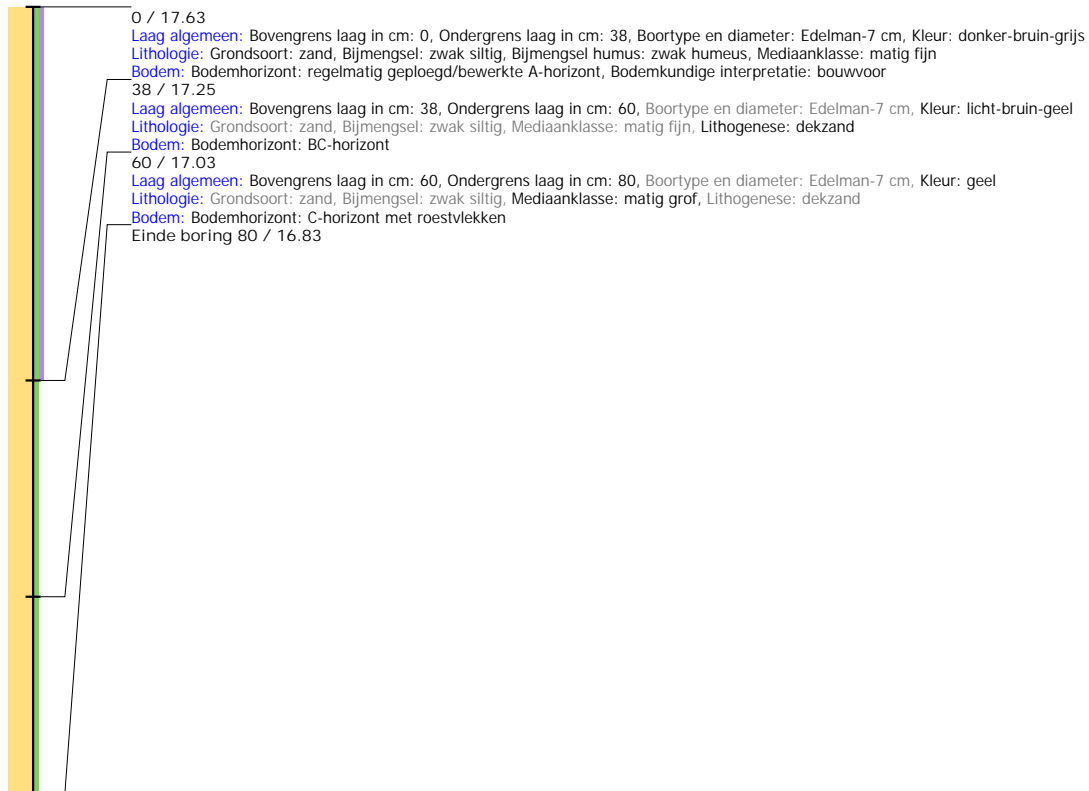 0 / 17.63
Laag algemeen: Bovengrens laag in cm: 0, Ondergrens laag in cm: 38, Boortype en diameter: Edelman-7 cm, Kleur: donker-bruin-grijs
Lithologie: Grondsoort: zand, Bijmengsel: zwak siltig, Bijmengsel humus: zwak humeus, Mediaanklasse: matig fijn
Bodem: Bodemhorizont: regelmatig geploegd/bewerkte A-horizont, Bodemkundige interpretatie: bouwvoor
38 / 17.25
Laag algemeen: Bovengrens laag in cm: 38, Ondergrens laag in cm: 60, Boortype en diameter: Edelman-7 cm, Kleur: licht-bruin-geel
Lithologie: Grondsoort: zand, Bijmengsel: zwak siltig, Mediaanklasse: matig fijn, Lithogenese: dekzand
Bodem: Bodemhorizont: BC-horizont
60 / 17.03
Laag algemeen: Bovengrens laag in cm: 60, Ondergrens laag in cm: 80, Boortype en diameter: Edelman-7 cm, Kleur: geel
Lithologie: Grondsoort: zand, Bijmengsel: zwak siltig, Mediaanklasse: matig grof, Lithogenese: dekzand
Bodem: Bodemhorizont: C-horizont met roestvlekken
Einde boring 80 / 16.83